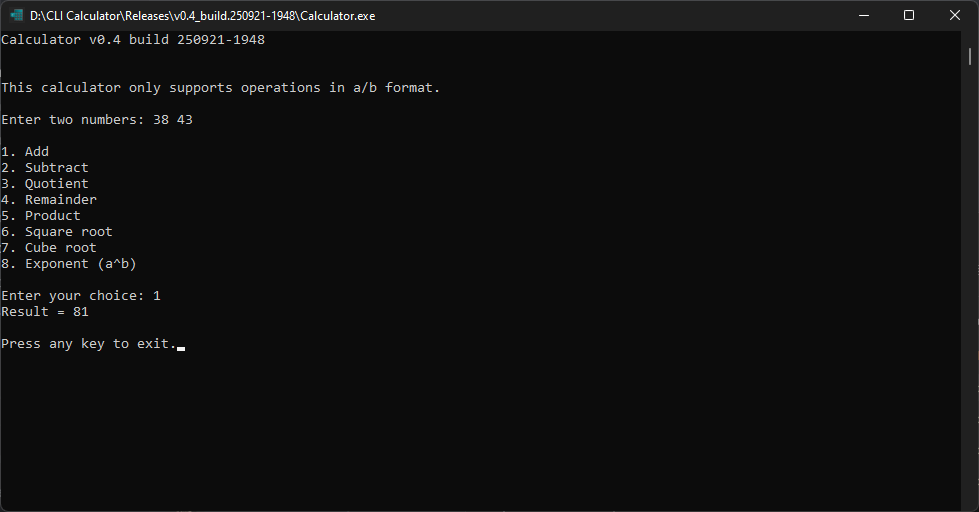 D:\CLI Calculator\Releases\v0.4_build.250921-1948\Calculator.exe
Calculator v0.4 build 250921-1948
This calculator only supports operations in a/b format.
Enter two numbers: 38 43
1. Add
2. Subtract
3. Quotient
4. Remainder
5. Product
6. Square root
7. Cube root
8. Exponent (a^b)
Enter your choice: 1
Result = 81
Press any key to exit.